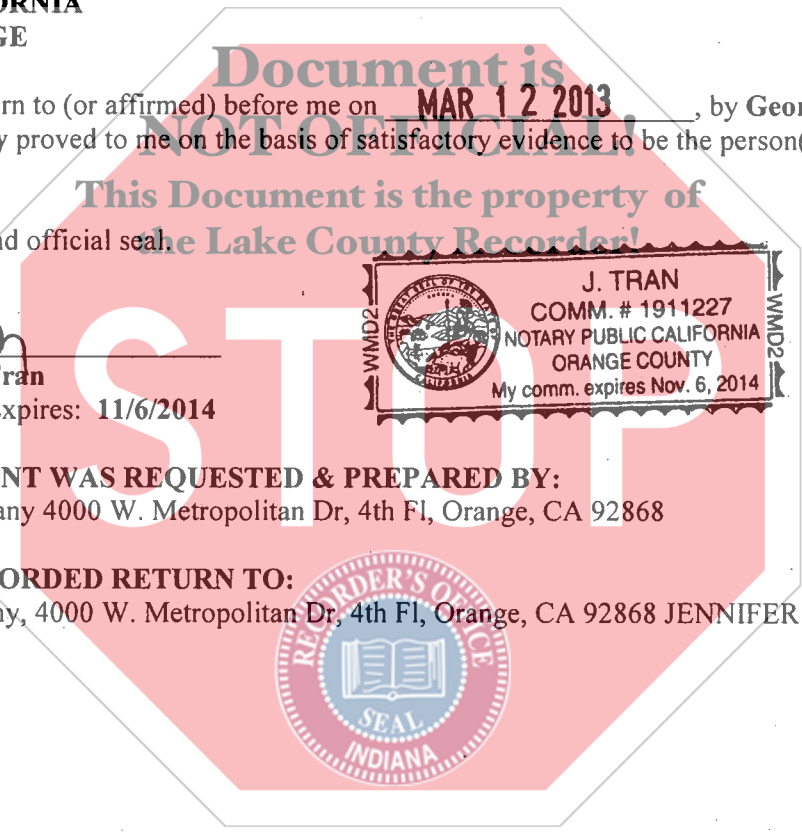 ORNIA
GE
Document is
rn to (or affirmed) before me on MAR 12 2013, by Geor
NOT OFFICIAL!
y proved to me on the basis of satisfactory evidence to be the person(
This Document is the property of
nd official seal.
the Lake County Recorder!
J. TRAN
COMM. # 1911227
NOTARY PUBLIC CALIFORNIA
ORANGE COUNTY
My comm. expires Nov. 6, 2014
WMD2
WMD2
CALIFORNIA
STOP
Tran
xpires: 11/6/2014
NT WAS REQUESTED & PREPARED BY:
any 4000 W. Metropolitan Dr, 4th Fl, Orange, CA 92868
ORDED RETURN TO:
ny, 4000 W. Metropolitan Dr, 4th Fl, Orange, CA 92868 JENNIFER
RECORDER'S OFFICE
SEAL
INDIANA